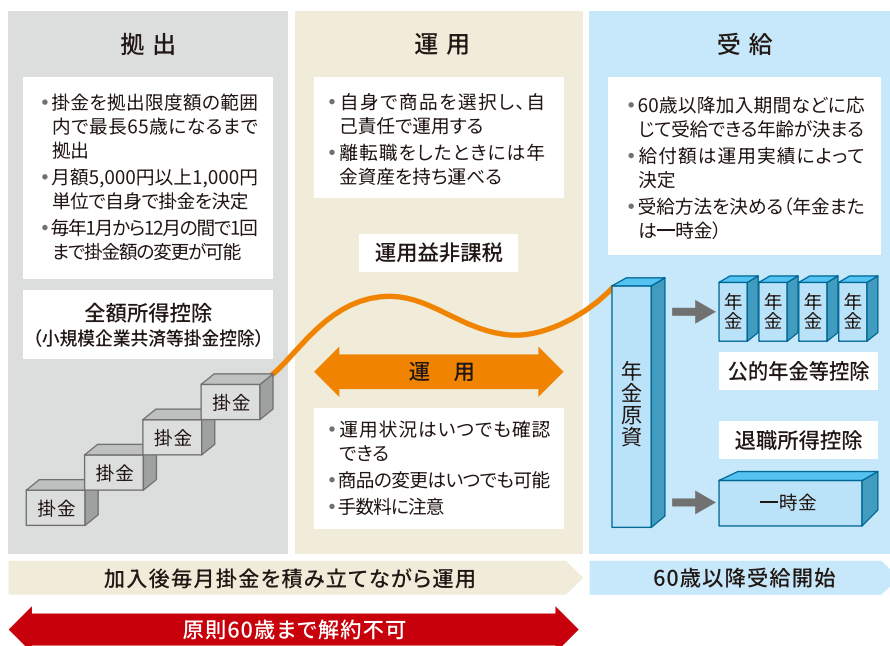 拠出
・掛金を拠出限度額の範囲
内で最長65歳になるまで
拠出
・月額5,000円以上1,000円
単位で自身で掛金を決定
・毎年1月から12月の間で1回
まで掛金額の変更が可能
全額所得控除
（小規模企業共済等掛金控除）
掛金
掛金
掛金
掛金
運用
・自身で商品を選択し、自
己責任で運用する
・離転職をしたときには年
金資産を持ち運べる
運用益非課税
運　用
・運用状況はいつでも確認
できる
・商品の変更はいつでも可能
・手数料に注意
受給
・60歳以降加入期間などに応
じて受給できる年齢が決まる
・給付額は運用実績によって
決定
・受給方法を決める（年金また
は一時金）
年金原資
年金
年金
年金
年金
公的年金等控除
退職所得控除
一時金
加入後毎月掛金を積み立てながら運用
60歳以降受給開始
原則60歳まで解約不可